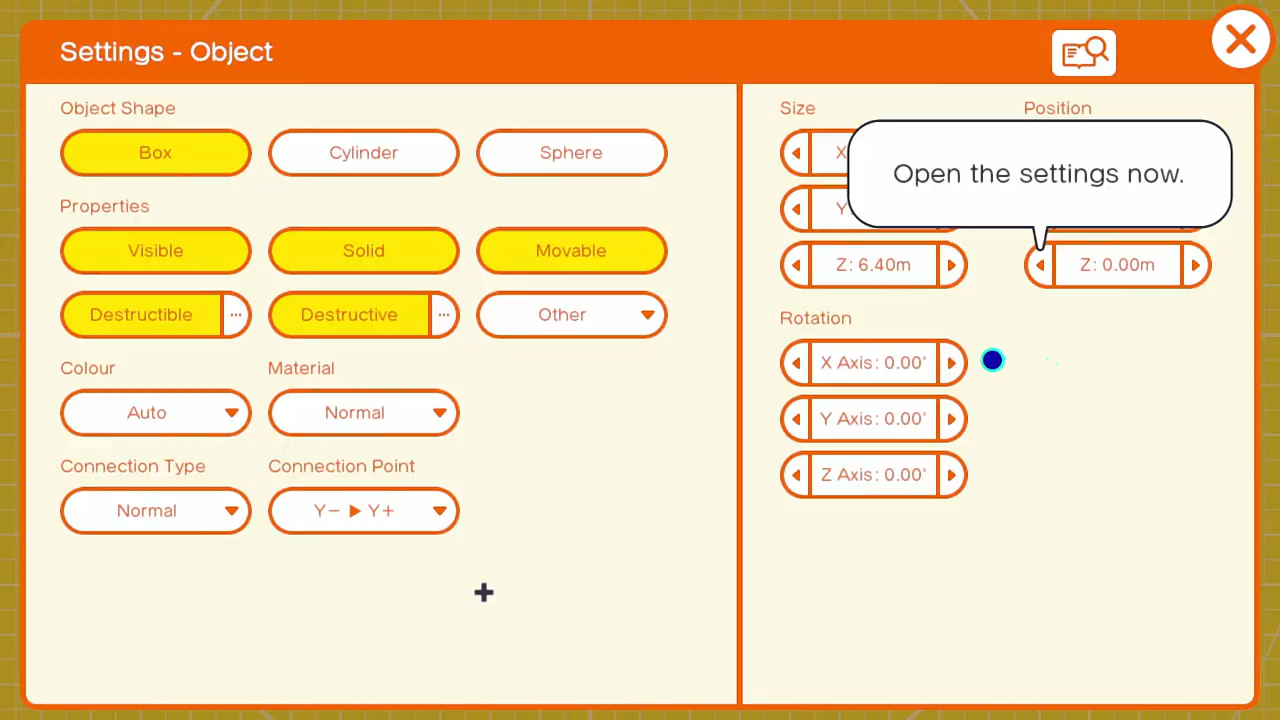 Settings - Object
Object Shape
Box
Cylinder
Sphere
Properties
Visible
Solid
Movable
Destructible ...
Destructive ...
Other
Colour
Material
Auto
Normal
Connection Type
Connection Point
Normal
Y– ▶ Y+
Size
Position
X
Y
Open the settings now.
Z: 6.40m
Z: 0.00m
Rotation
X Axis: 0.00°
Y Axis: 0.00°
Z Axis: 0.00°